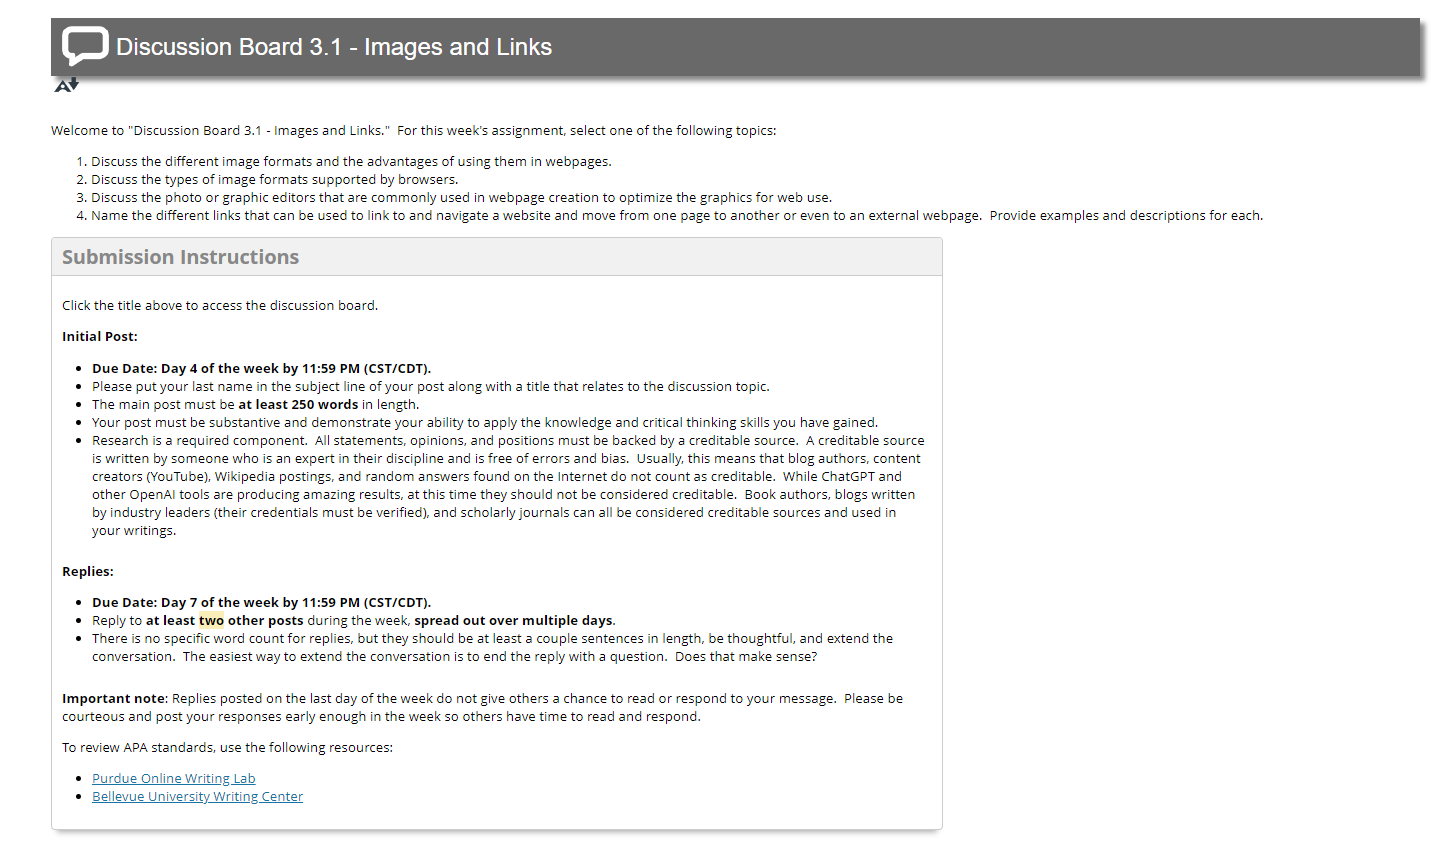 Discussion Board 3.1 - Images and Links
A
Welcome to "Discussion Board 3.1 - Images and Links."  For this week's assignment, select one of the following topics:
1. Discuss the different image formats and the advantages of using them in webpages.
2. Discuss the types of image formats supported by browsers.
3. Discuss the photo or graphic editors that are commonly used in webpage creation to optimize the graphics for web use.
4. Name the different links that can be used to link to and navigate a website and move from one page to another or even to an external webpage.  Provide examples and descriptions for each.
Submission Instructions
Click the title above to access the discussion board.
Initial Post:
• Due Date: Day 4 of the week by 11:59 PM (CST/CDT).
• Please put your last name in the subject line of your post along with a title that relates to the discussion topic.
• The main post must be at least 250 words in length.
• Your post must be substantive and demonstrate your ability to apply the knowledge and critical thinking skills you have gained.
• Research is a required component.  All statements, opinions, and positions must be backed by a creditable source.  A creditable source
is written by someone who is an expert in their discipline and is free of errors and bias.  Usually, this means that blog authors, content
creators (YouTube), Wikipedia postings, and random answers found on the Internet do not count as creditable.  While ChatGPT and
other OpenAI tools are producing amazing results, at this time they should not be considered creditable.  Book authors, blogs written
by industry leaders (their credentials must be verified), and scholarly journals can all be considered creditable sources and used in
your writings.
Replies:
• Due Date: Day 7 of the week by 11:59 PM (CST/CDT).
• Reply to at least two other posts during the week, spread out over multiple days.
• There is no specific word count for replies, but they should be at least a couple sentences in length, be thoughtful, and extend the
conversation.  The easiest way to extend the conversation is to end the reply with a question.  Does that make sense?
Important note: Replies posted on the last day of the week do not give others a chance to read or respond to your message.  Please be
courteous and post your responses early enough in the week so others have time to read and respond.
To review APA standards, use the following resources:
• Purdue Online Writing Lab
• Bellevue University Writing Center